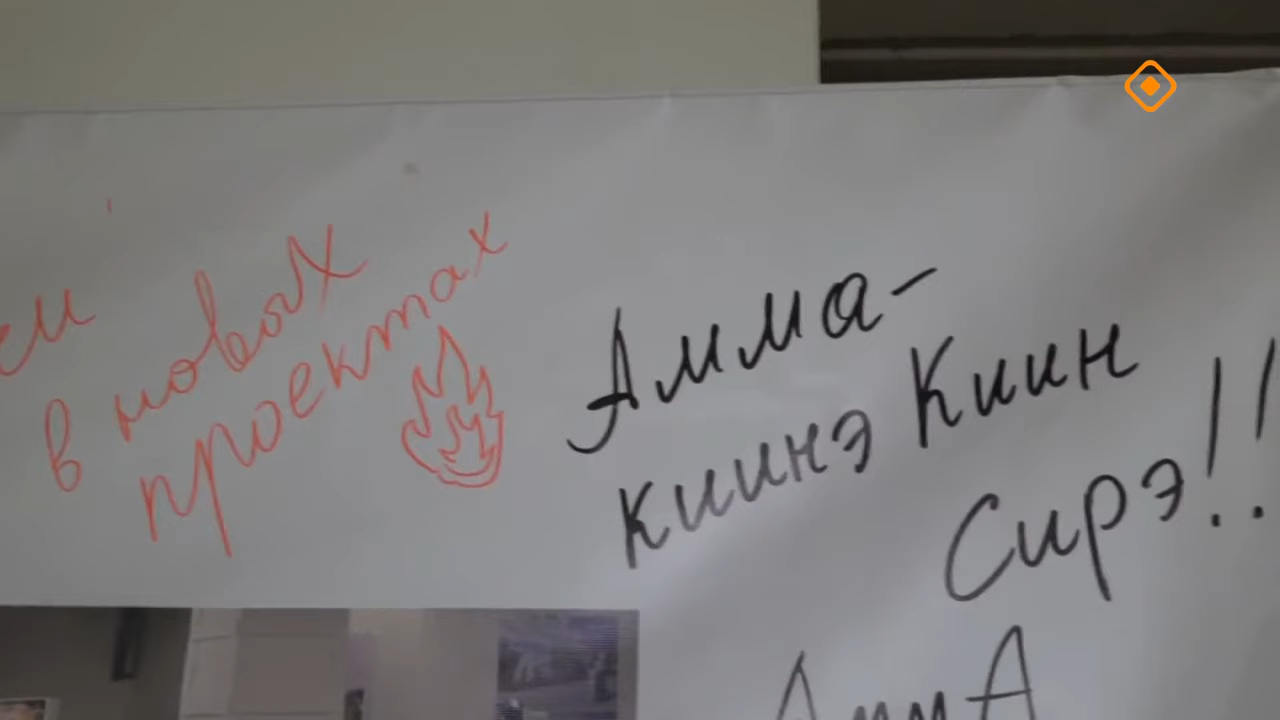 в новых
проектах
Амма-
киинэ Киин
Сирэ!!